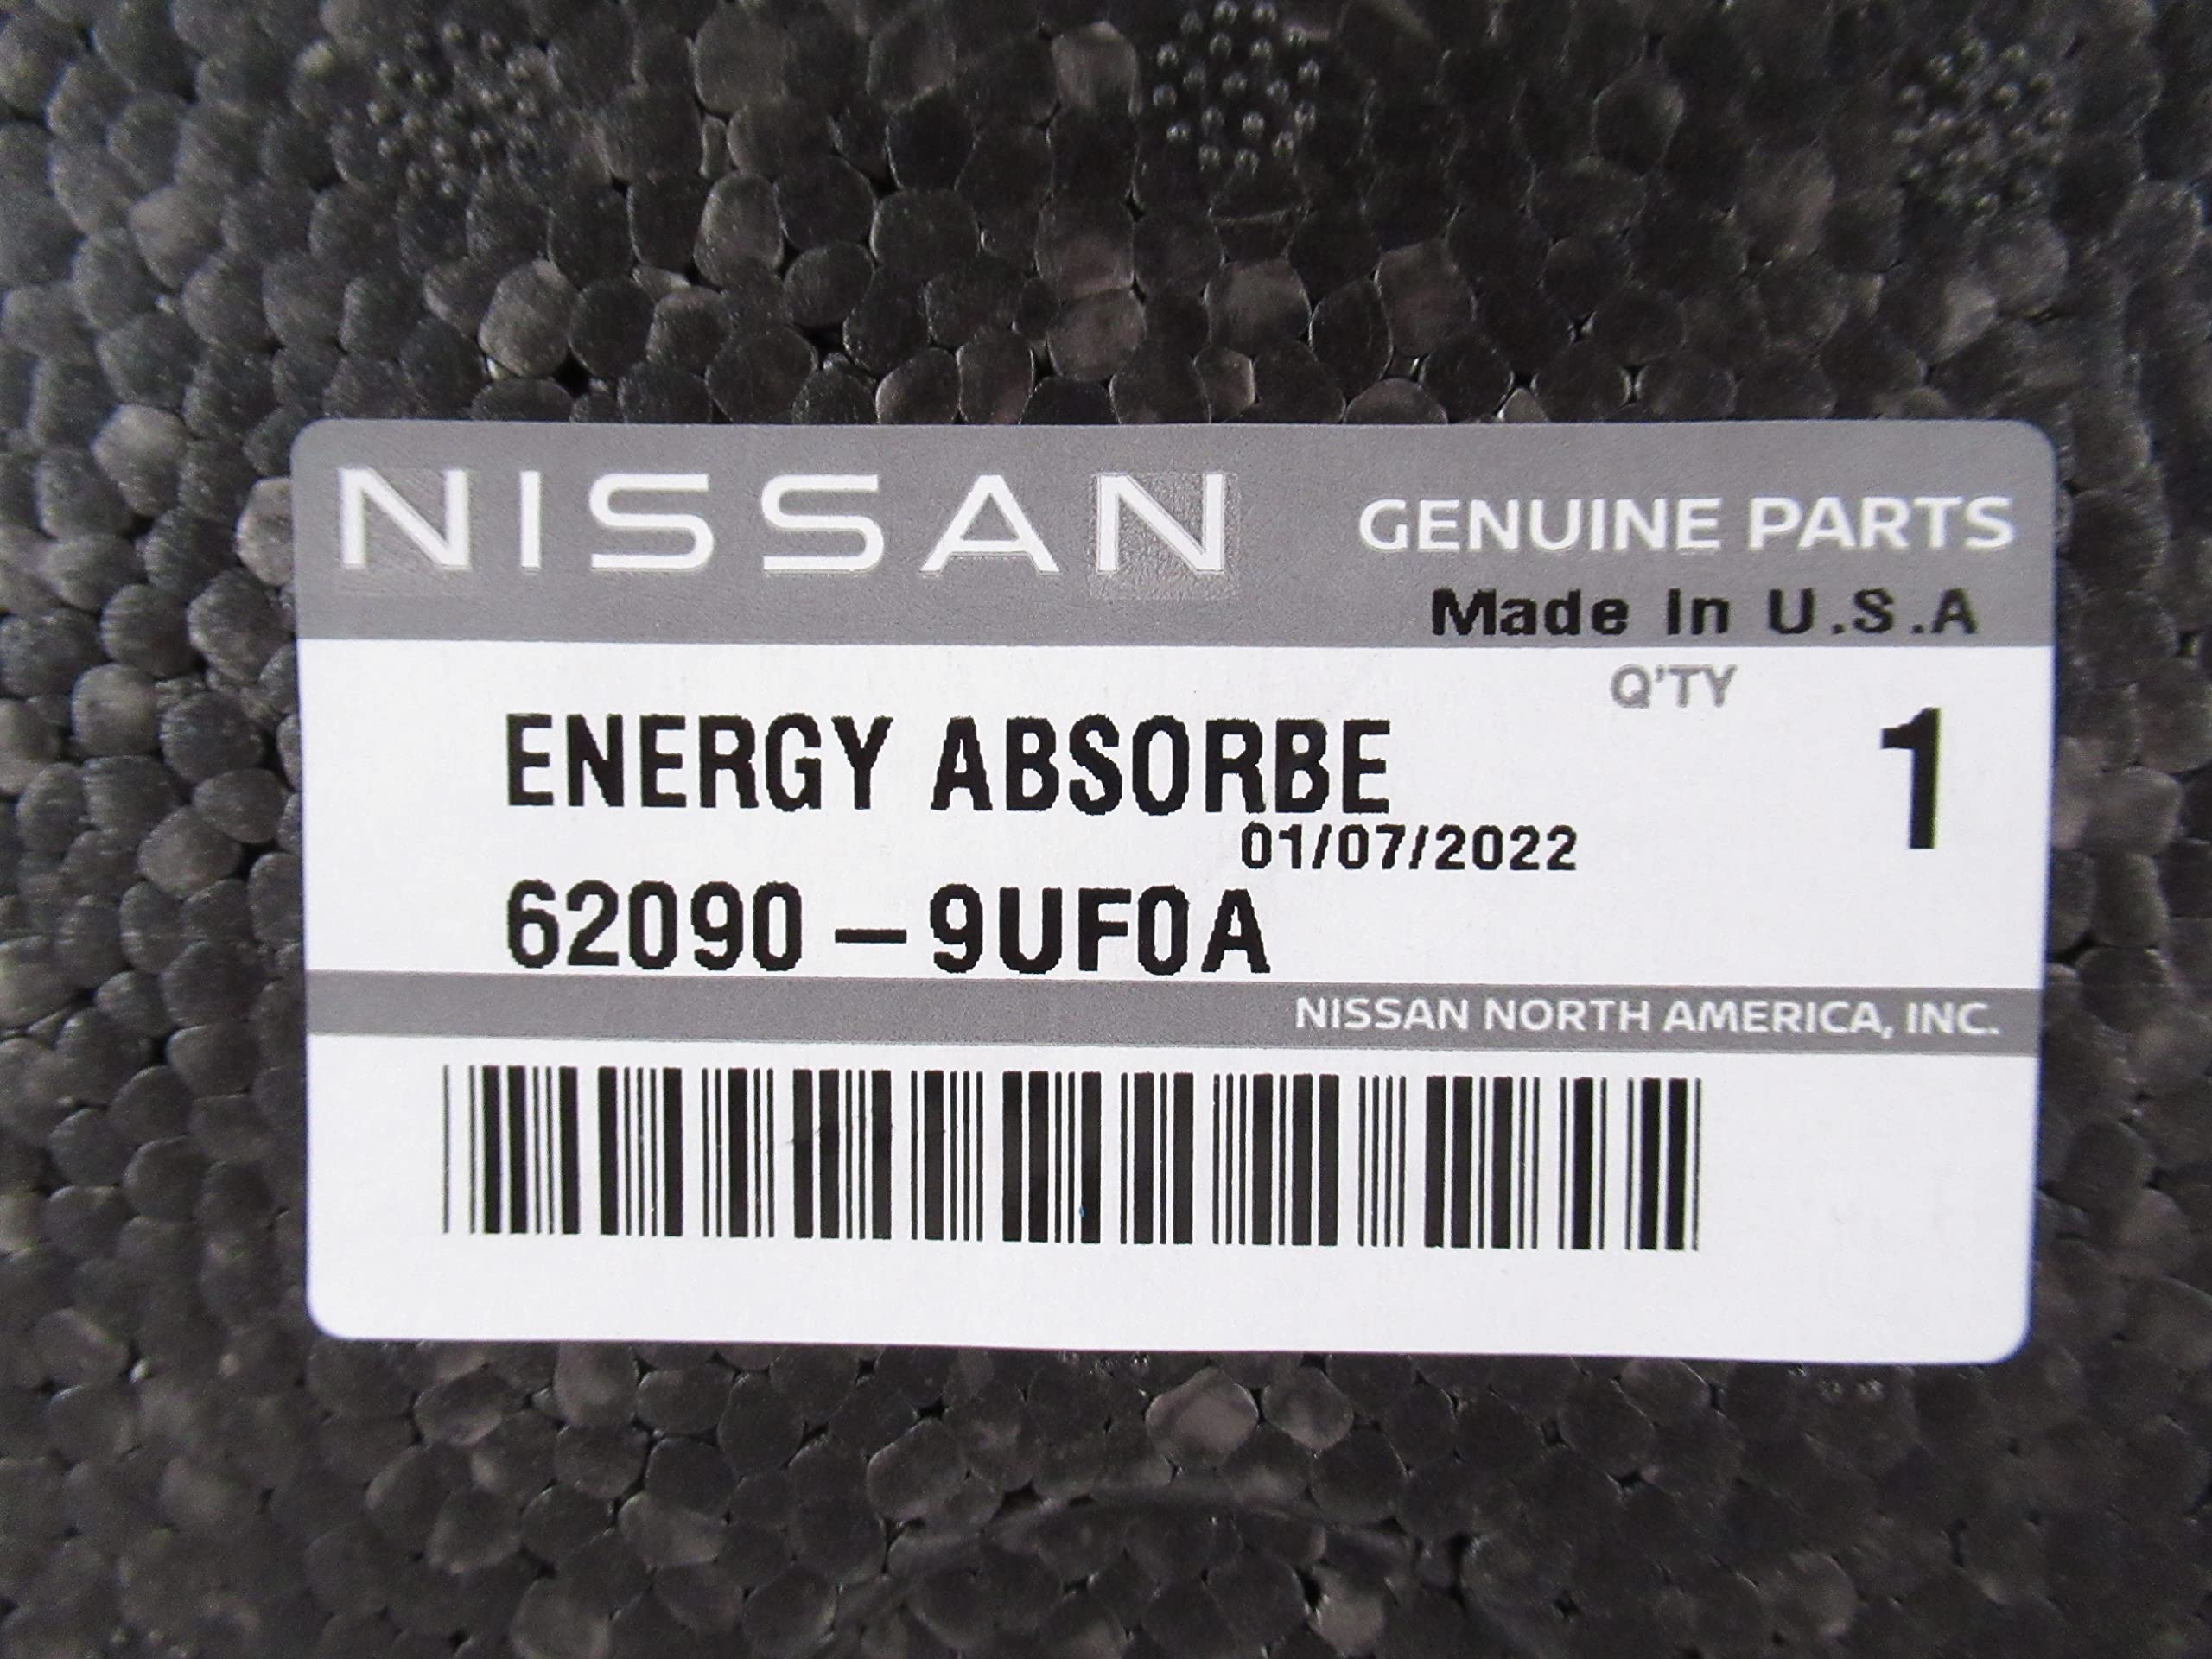 NISSAN GENUINE PARTS
Made In U.S.A
Q'TY
ENERGY ABSORBE 1
01/07/2022
62090-9UF0A
NISSAN NORTH AMERICA, INC.